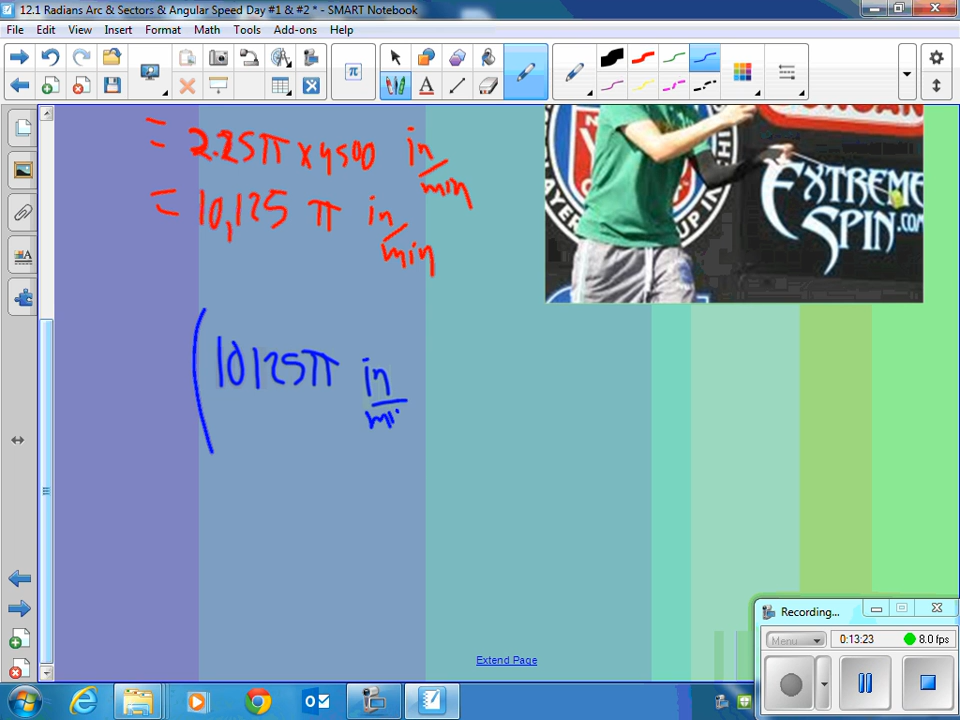 12.1 Radians Arc & Sectors & Angular Speed Day #1 & #2 * - SMART Notebook
File Edit View Insert Format Math Tools Add-ons Help
= 2.25π x 4500 in/min
= 10,125 π in/min
(10125π in/mi
EXTREME
SPIN.COM
Extend Page
Recording...
Menu
0:13:23
8.0 fps